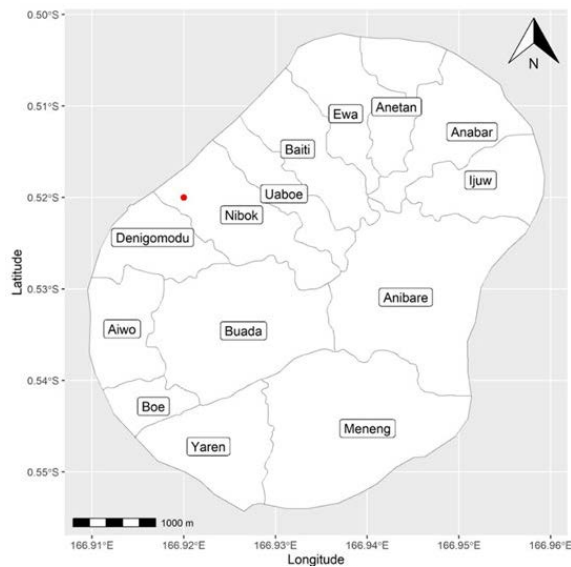 0.50°S
0.51°S
0.52°S
0.53°S
0.54°S
0.55°S
Latitude
N
Ewa
Anetan
Anabar
Baiti
Ijuw
Uaboe
Nibok
Denigomodu
Anibare
Aiwo
Buada
Boe
Meneng
Yaren
1000 m
166.91°E 166.92°E 166.93°E 166.94°E 166.95°E 166.96°E
Longitude